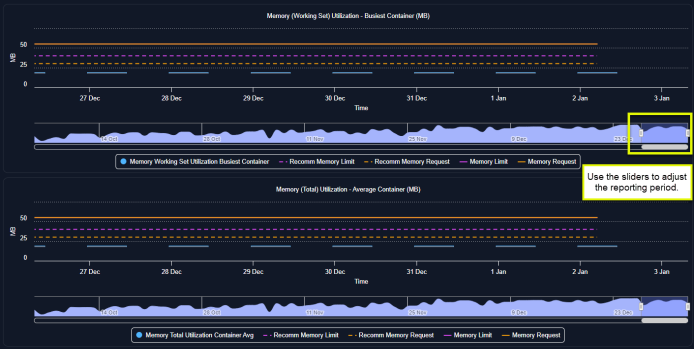 Memory (Working Set) Utilization - Busiest Container (MB)
MB
50
25
0
27 Dec
28 Dec
29 Dec
30 Dec
31 Dec
1 Jan
2 Jan
3 Jan
Time
14 Oct
28 Oct
11 Nov
25 Nov
9 Dec
23 Dec
Memory Working Set Utilization Busiest Container
Recomm Memory Limit
Recomm Memory Request
Memory Limit
Memory Request
Use the sliders to adjust
the reporting period.
Memory (Total) Utilization - Average Container (MB)
MB
50
25
0
27 Dec
28 Dec
29 Dec
30 Dec
31 Dec
1 Jan
2 Jan
3 Jan
Time
14 Oct
28 Oct
11 Nov
25 Nov
9 Dec
23 Dec
Memory Total Utilization Container Avg
Recomm Memory Limit
Recomm Memory Request
Memory Limit
Memory Request